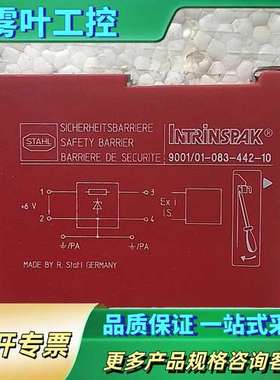 雾叶工控
STAHL
SICHERHEITSBARRIERE
SAFETY BARRIER
BARRIERE DE SECURITE
INTRINSPAK®
9001/01-083-442-10
1
3
+6 V
2
4
Ex i
IS
⏚/PA
⏚/PA
MADE BY R. Stahl GERMANY
开专票
品质保证 一站式采
更多产品规格咨询客